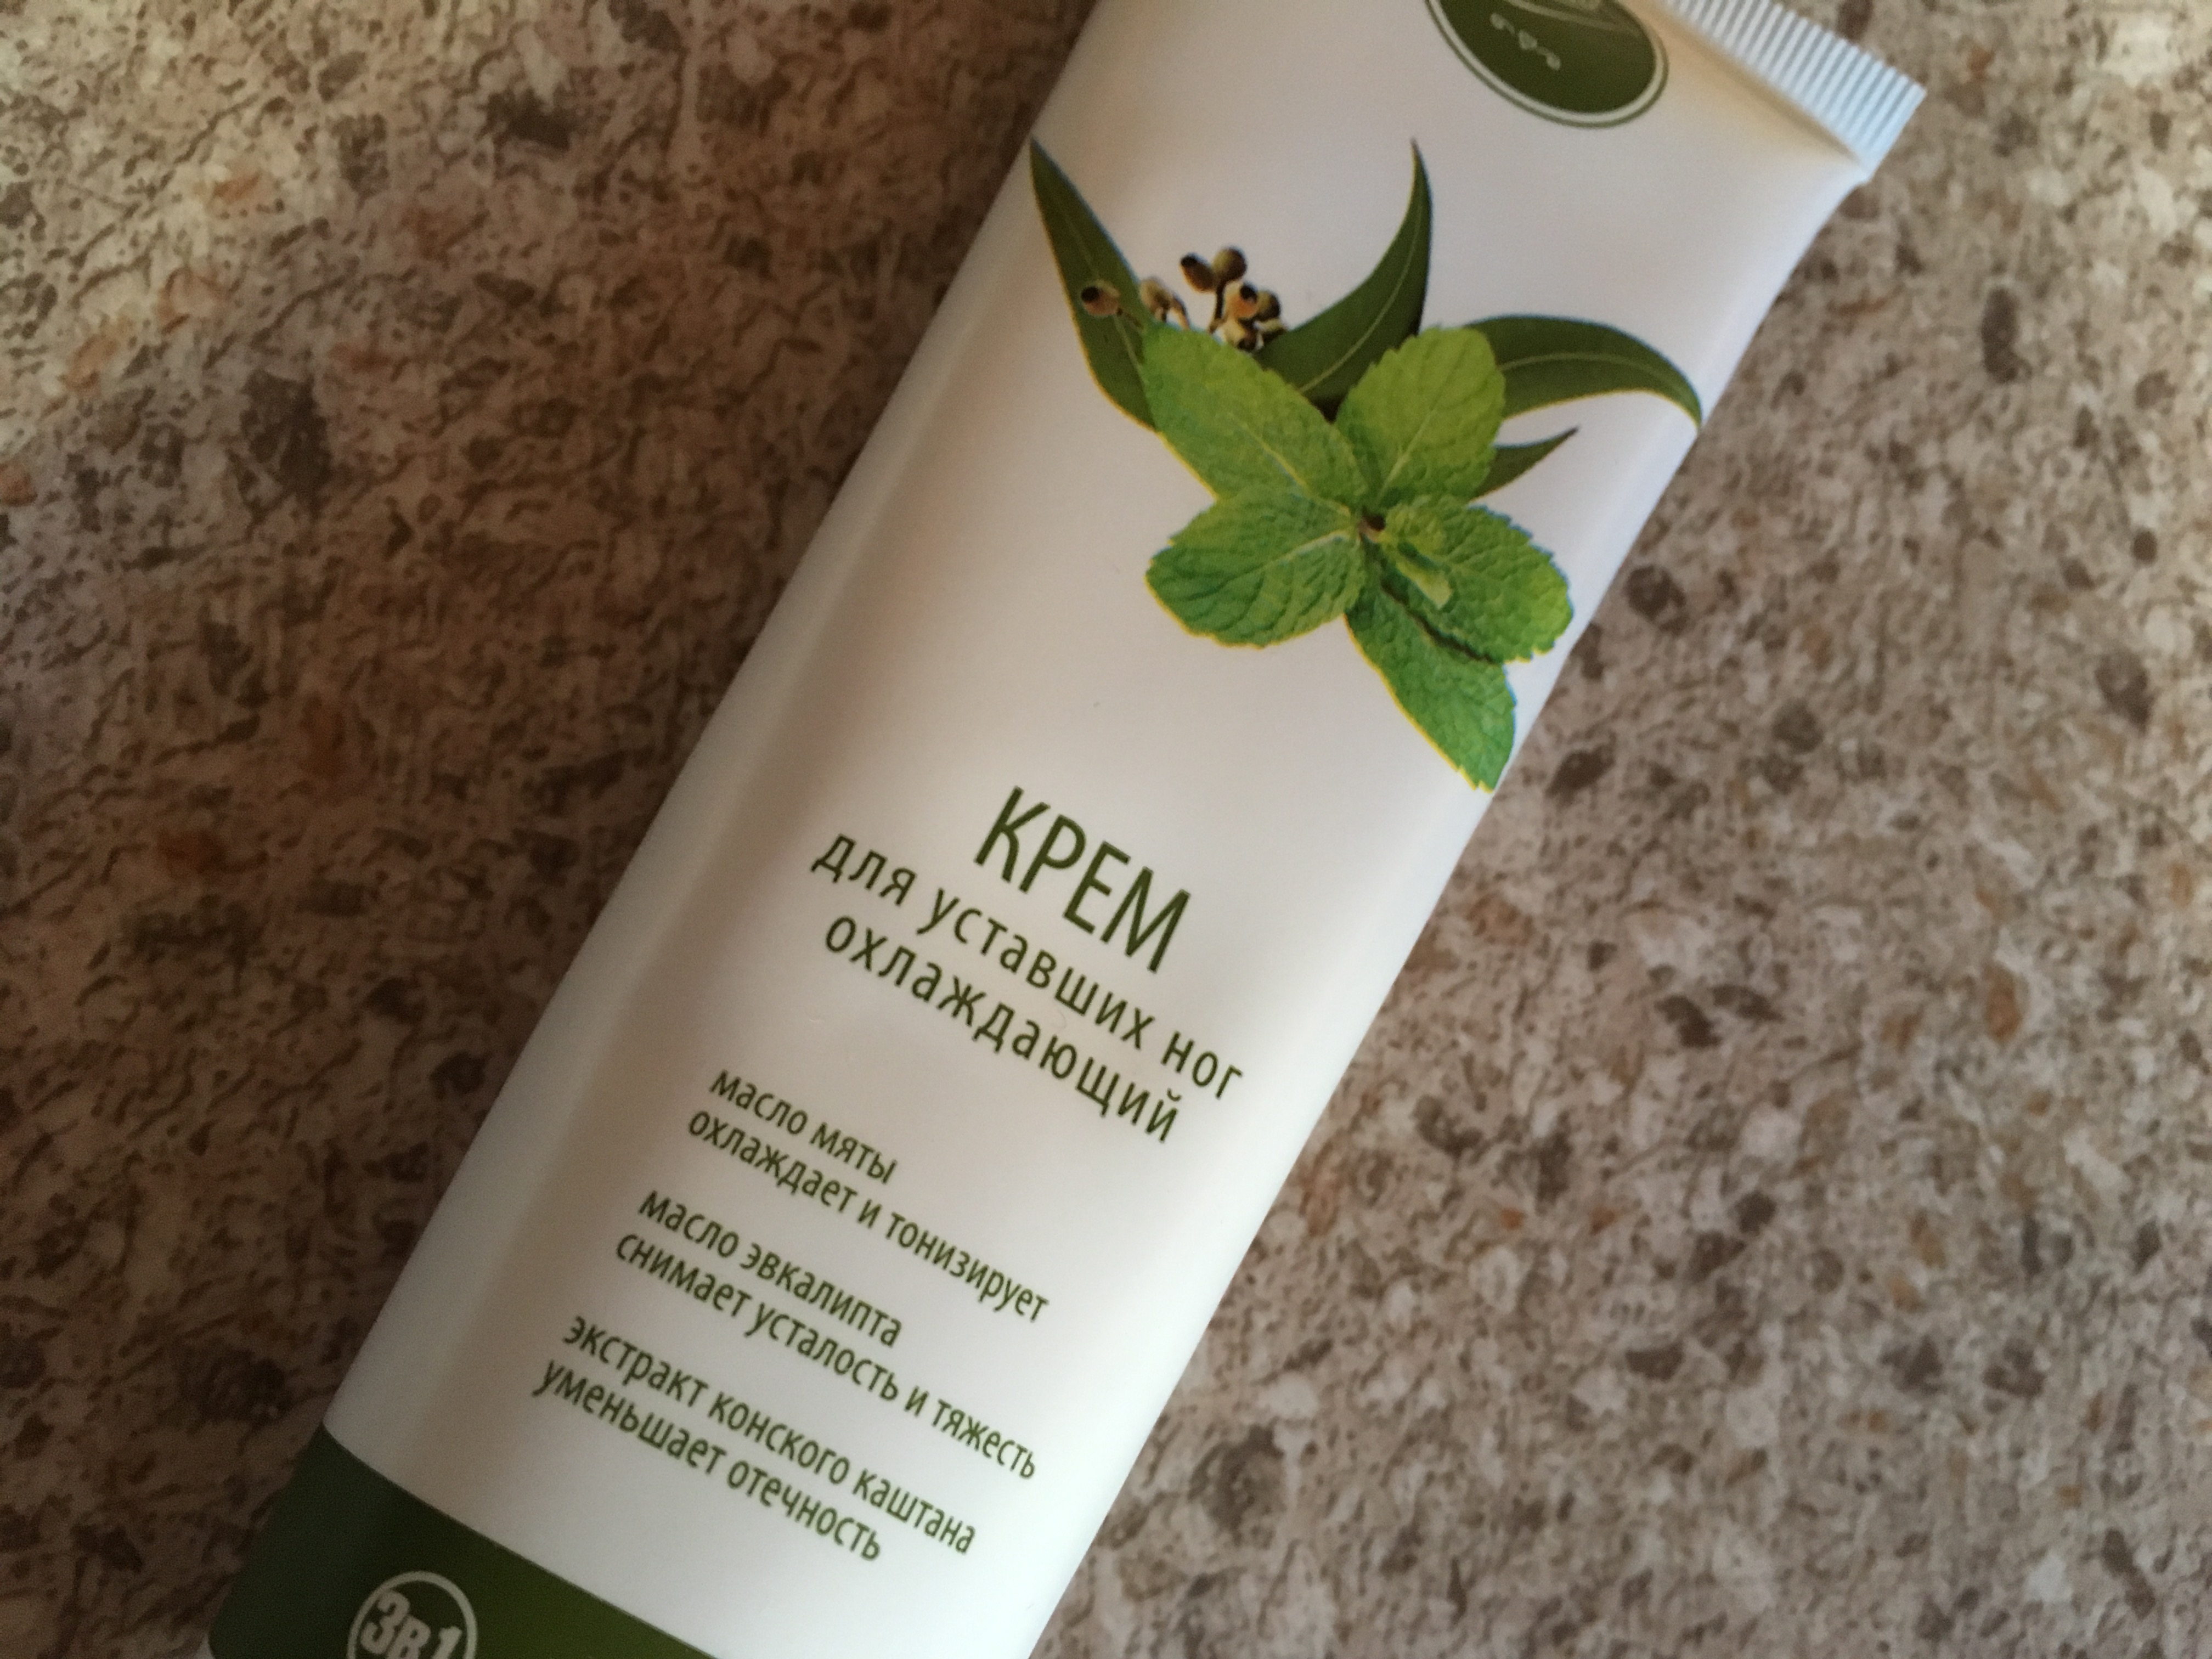 КРЕМ
для уставших ног
охлаждающий
масло мяты
охлаждает и тонизирует
масло эвкалипта
снимает усталость и тяжесть
экстракт конского каштана
уменьшает отечность
3в1